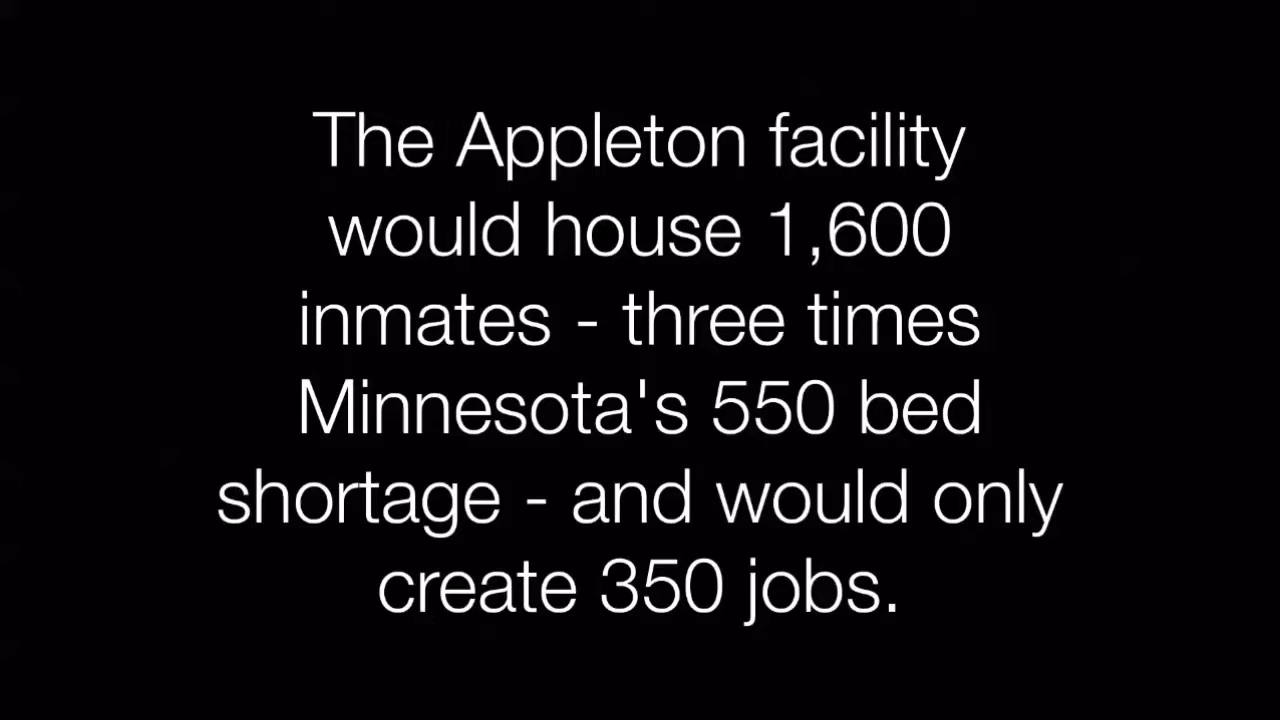 The Appleton facility
would house 1,600
inmates - three times
Minnesota's 550 bed
shortage - and would only
create 350 jobs.